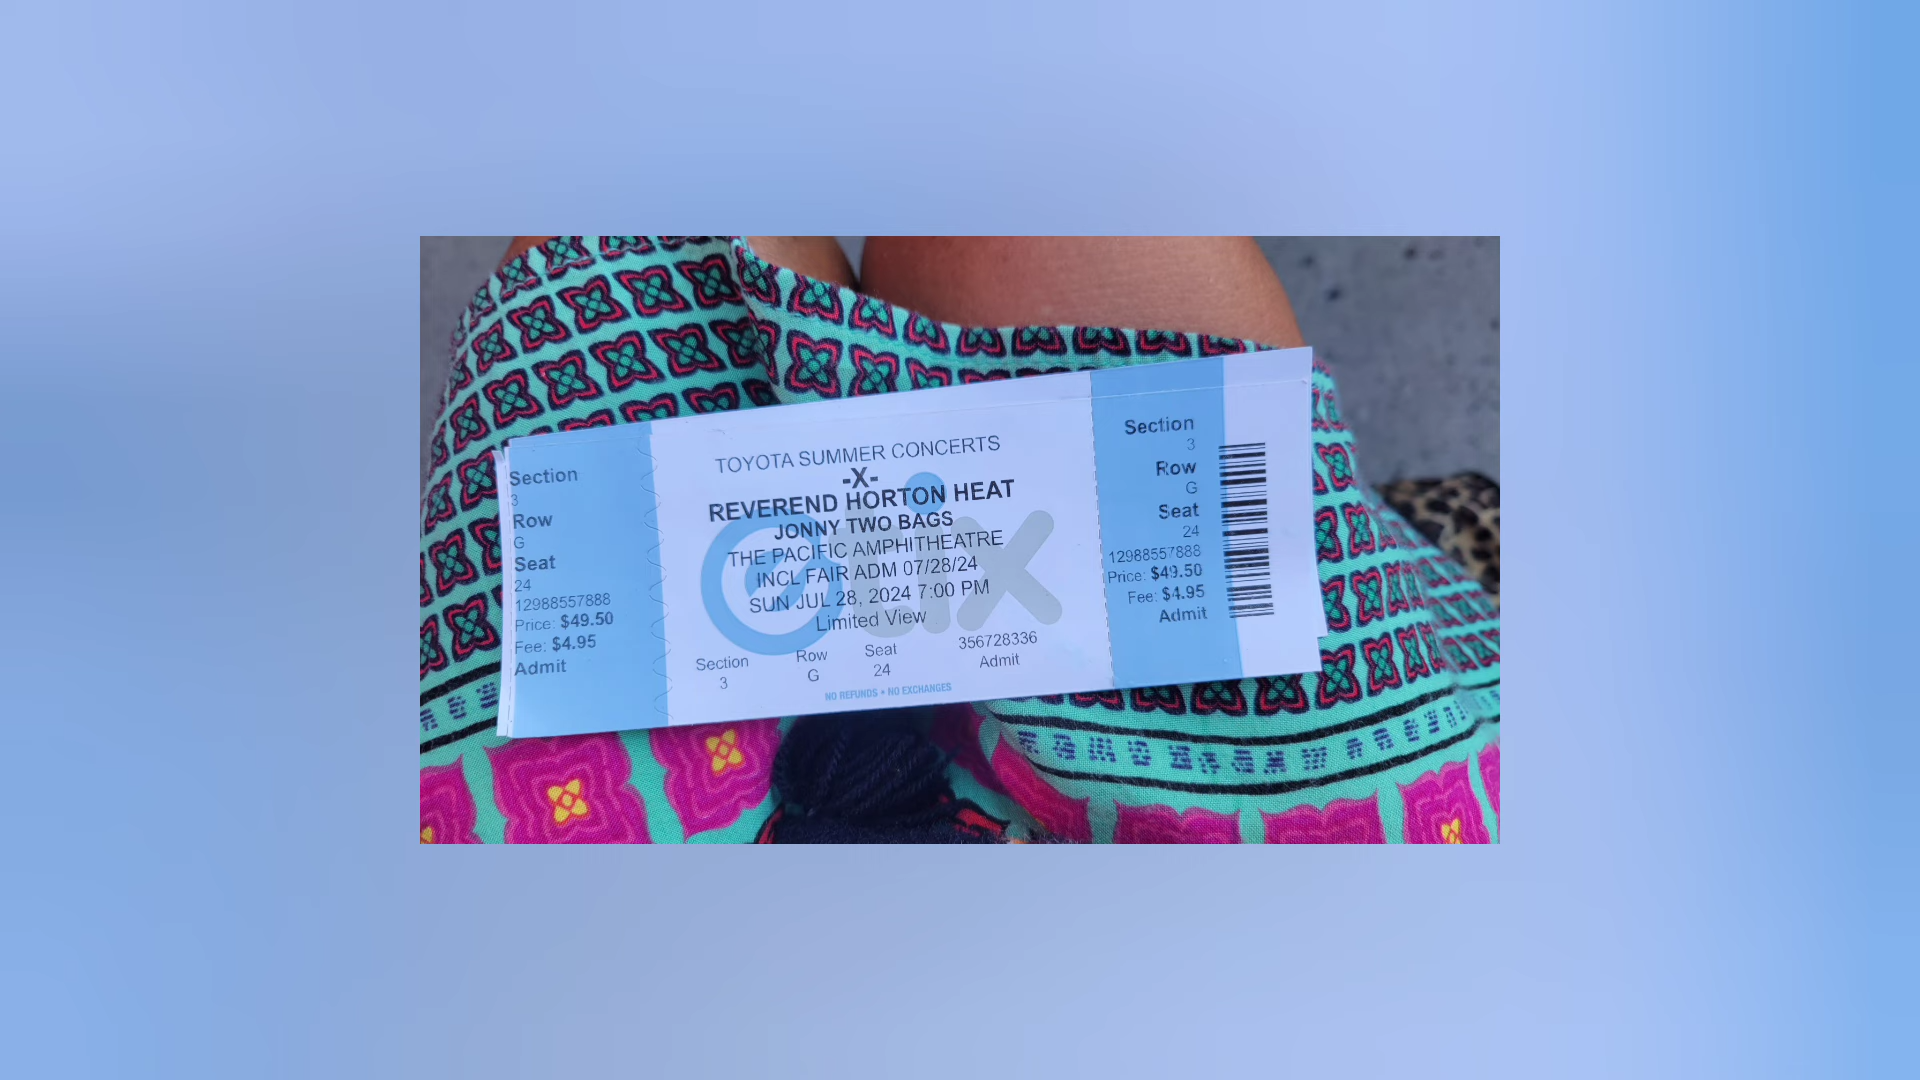 Section
3
Row
G
Seat
24
12988557888
Price: $49.50
Fee: $4.95
Admit
TOYOTA SUMMER CONCERTS
-X-
REVEREND HORTON HEAT
JONNY TWO BAGS
THE PACIFIC AMPHITHEATRE
INCL FAIR ADM 07/28/24
SUN JUL 28, 2024 7:00 PM
Limited View
etix
Section Row Seat 356728336
3 G 24 Admit
NO REFUNDS • NO EXCHANGES
Section
3
Row
G
Seat
24
12988557888
Price: $49.50
Fee: $4.95
Admit